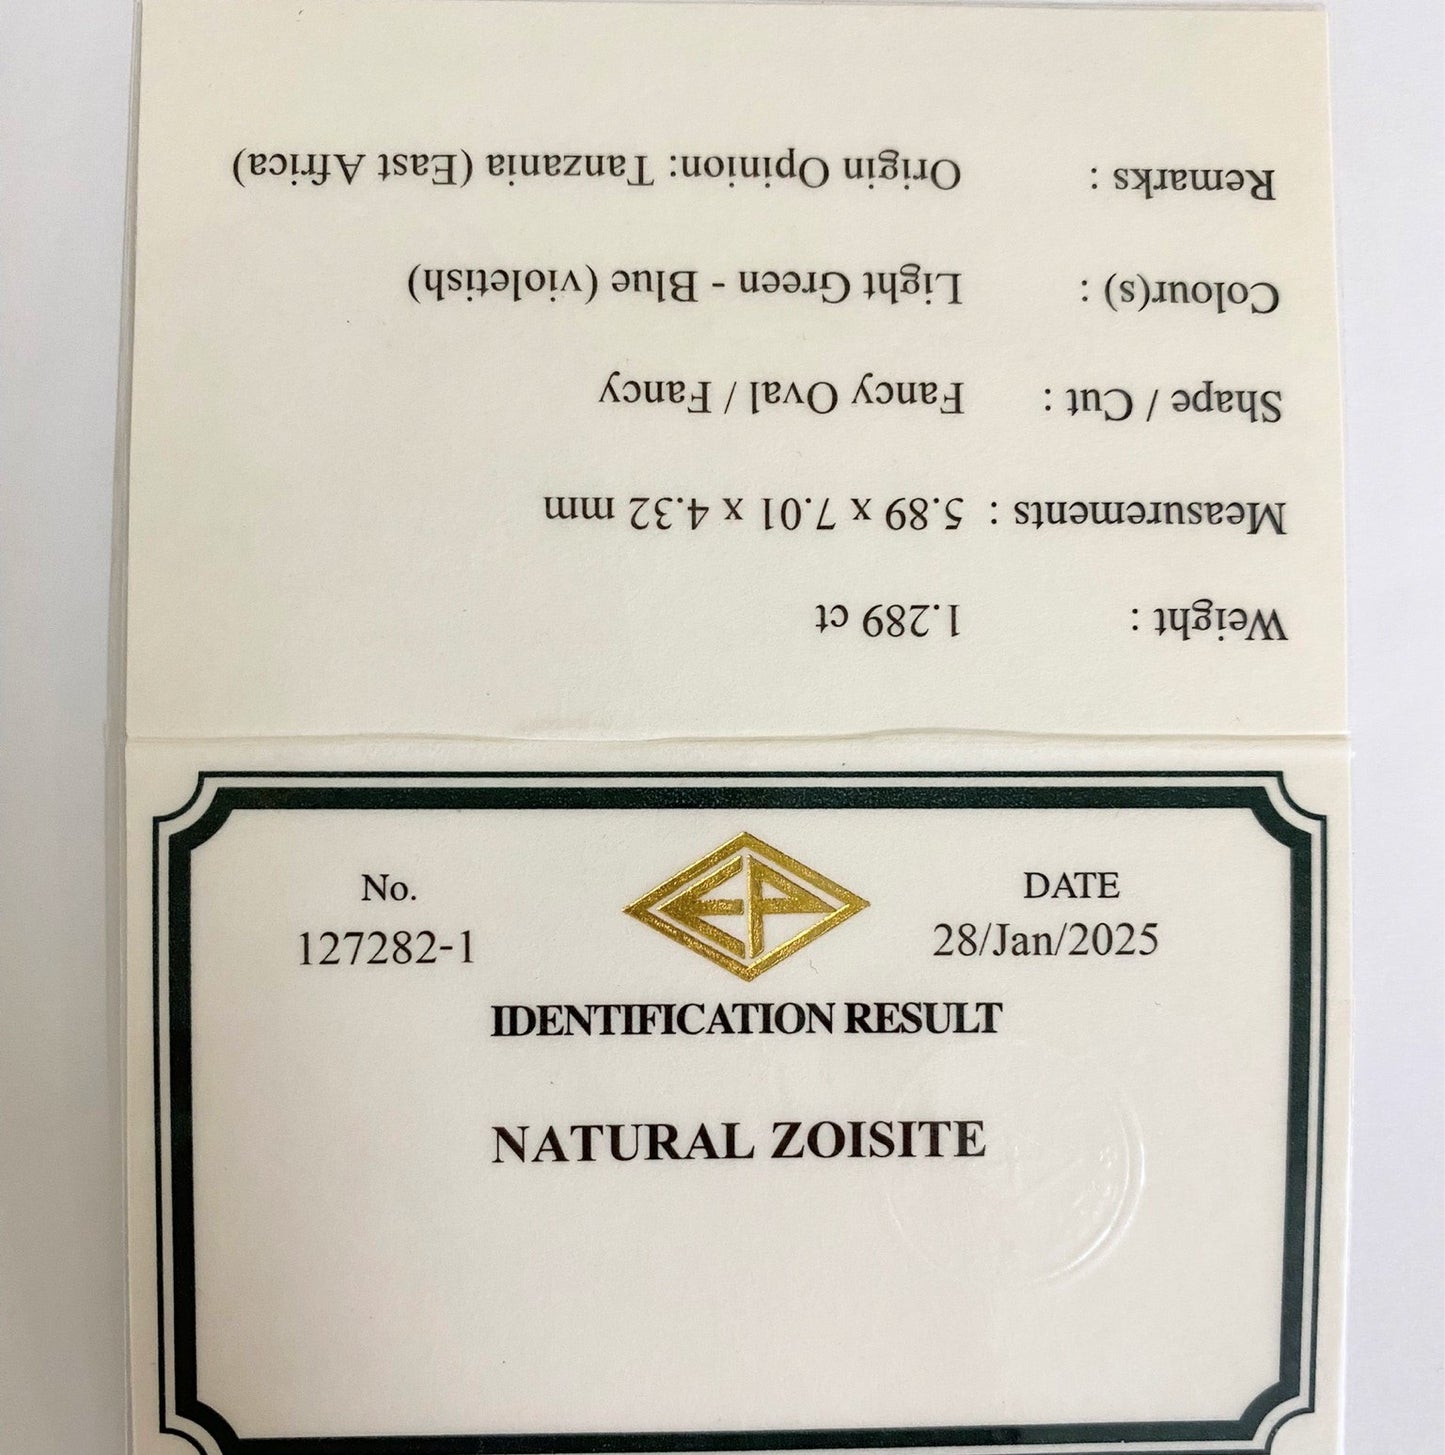 Weight : 1.289 ct
Measurements : 5.89 x 7.01 x 4.32 mm
Shape / Cut : Fancy Oval / Fancy
Colour(s) : Light Green - Blue (violetish)
Remarks : Origin Opinion: Tanzania (East Africa)
No.
127282-1
EA
DATE
28/Jan/2025
IDENTIFICATION RESULT
NATURAL ZOISITE